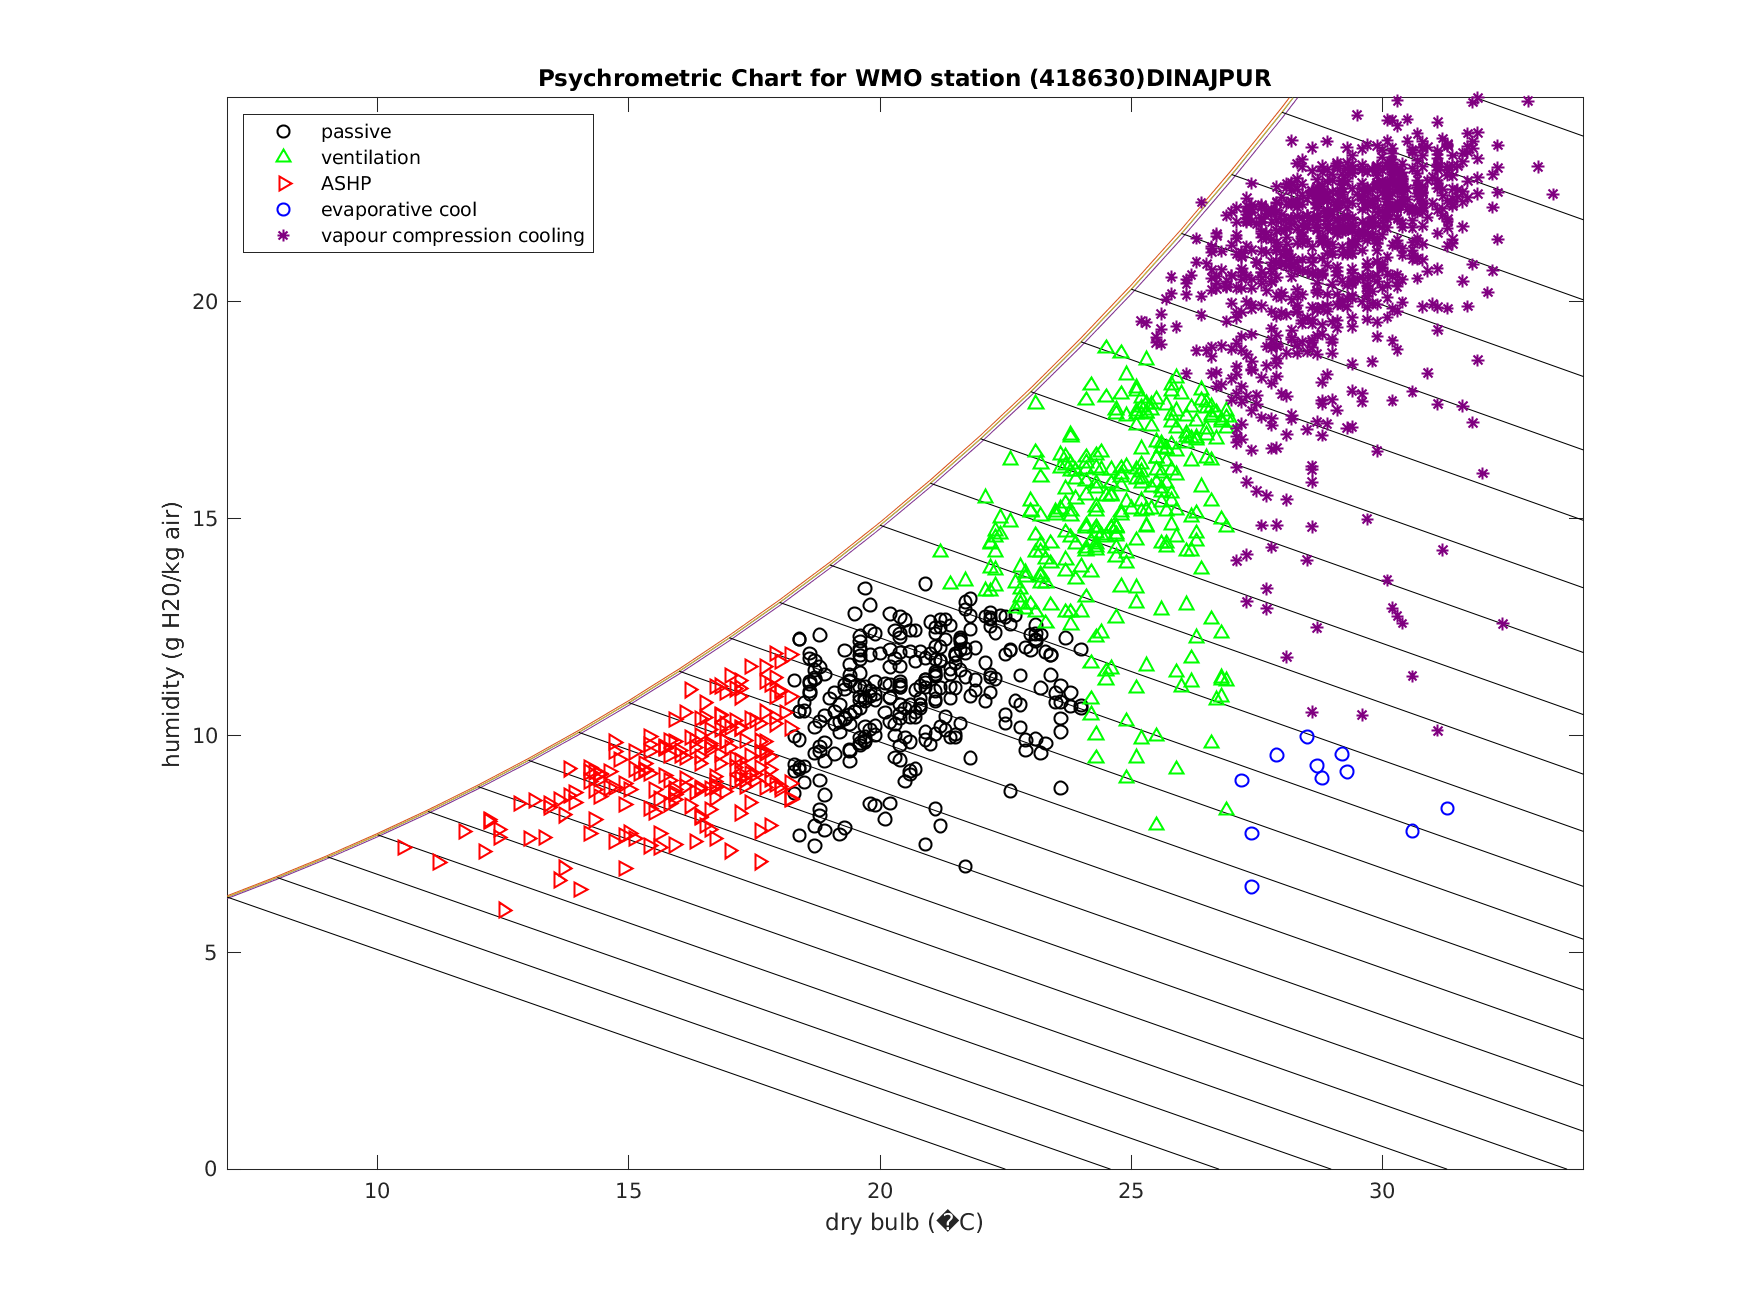 Psychrometric Chart for WMO station (418630)DINAJPUR
passive
ventilation
ASHP
evaporative cool
vapour compression cooling
humidity (g H20/kg air)
20
15
10
5
0
10 15 20 25 30
dry bulb (�C)